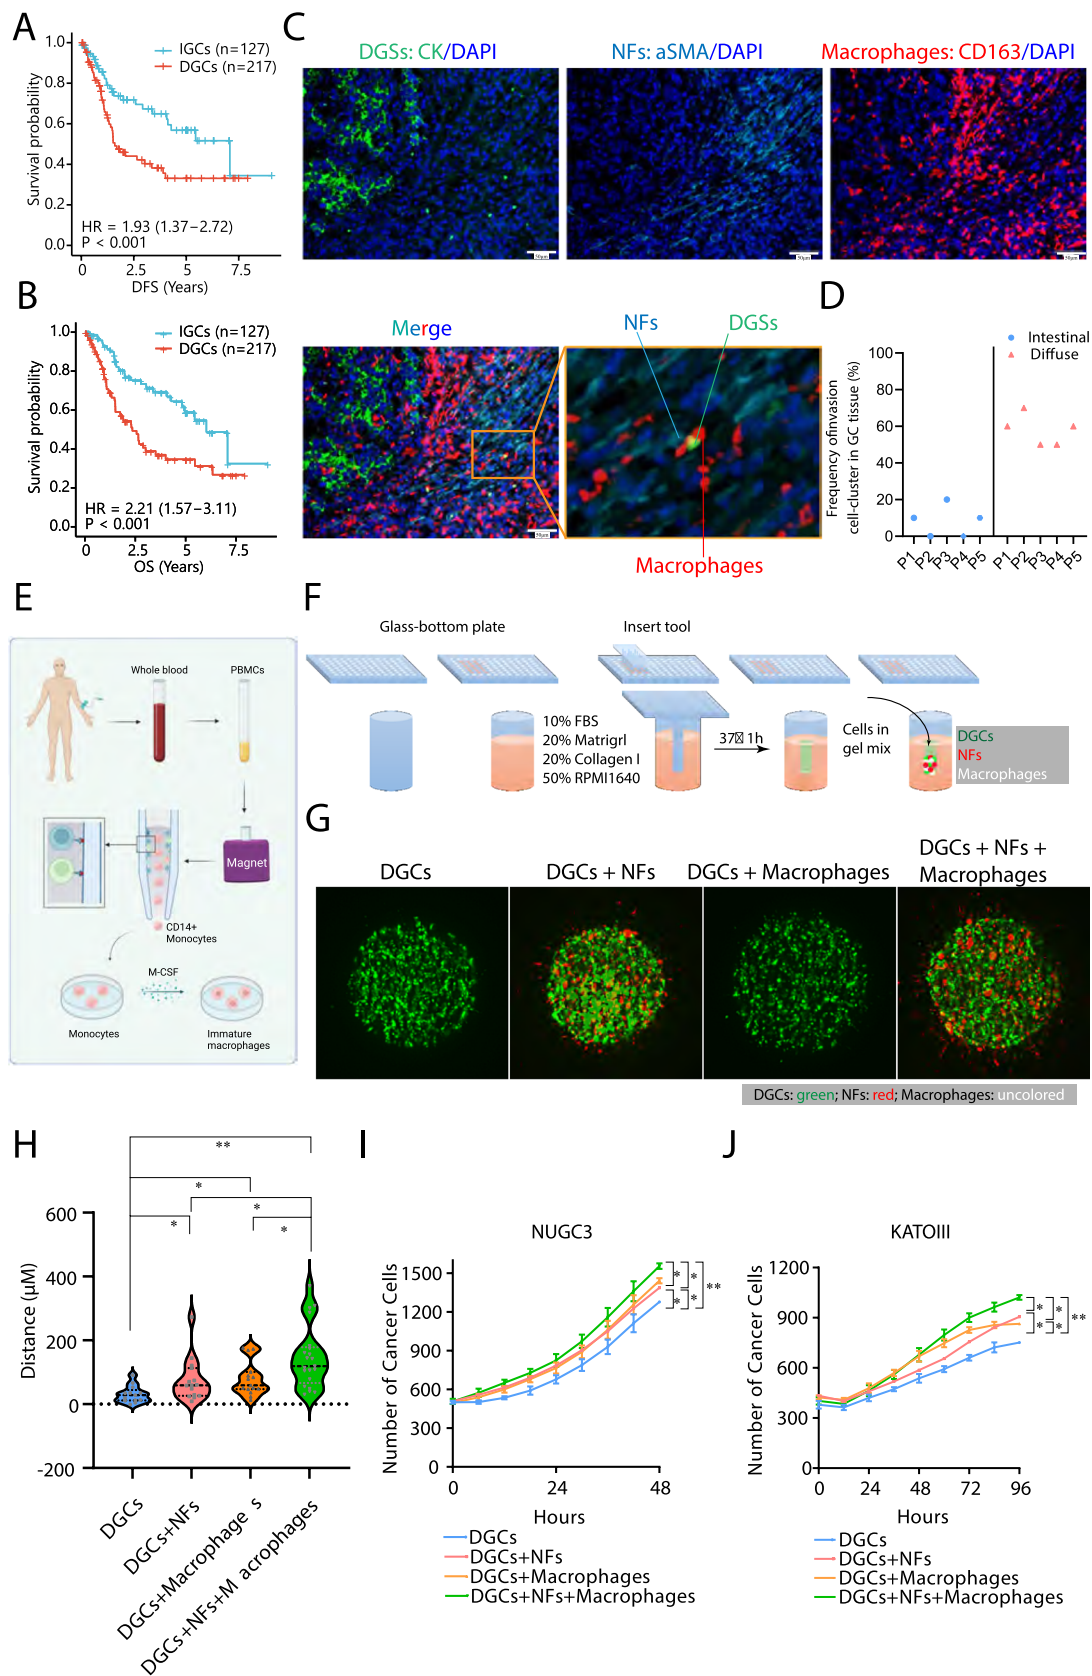 A
1.0
0.8
0.6
0.4
0.2
0.0
Survival probability
IGCs (n=127)
DGCs (n=217)
HR = 1.93 (1.37–2.72)
P < 0.001
0
2.5
5
7.5
DFS (Years)
B
1.0
0.8
0.6
0.4
0.2
0.0
Survival probability
IGCs (n=127)
DGCs (n=217)
HR = 2.21 (1.57–3.11)
P < 0.001
0
2.5
5
7.5
OS (Years)
C
DGSs: CK/DAPI
NFs: aSMA/DAPI
Macrophages: CD163/DAPI
50μm
50μm
50μm
Merge
NFs
DGSs
50μm
Macrophages
D
Intestinal
Diffuse
Frequency ofinvasion
cell-cluster in GC tissue (%)
100
80
60
40
20
0
P1
P2
P3
P4
P5
P1
P2
P3
P4
P5
E
Whole blood
PBMCs
Magnet
CD14+
Monocytes
M-CSF
Monocytes
Immature
macrophages
F
Glass-bottom plate
Insert tool
10% FBS
20% Matrigrl
20% Collagen I
50% RPMI1640
37 1h
Cells in
gel mix
DGCs
NFs
Macrophages
G
DGCs
DGCs + NFs
DGCs + Macrophages
DGCs + NFs +
Macrophages
DGCs: green; NFs: red; Macrophages: uncolored
H
**
*
*
*
*
Distance (μM)
600
400
200
0
-200
DGCs
DGCs+NFs
DGCs+Macrophage s
DGCs+NFs+M acrophages
I
NUGC3
Number of Cancer Cells
1500
1200
900
600
300
0
0
24
48
Hours
*
*
*
*
**
DGCs
DGCs+NFs
DGCs+Macrophages
DGCs+NFs+Macrophages
J
KATOIII
Number of Cancer Cells
1200
900
600
300
0
0
24
48
72
96
Hours
*
*
*
*
**
DGCs
DGCs+NFs
DGCs+Macrophages
DGCs+NFs+Macrophages